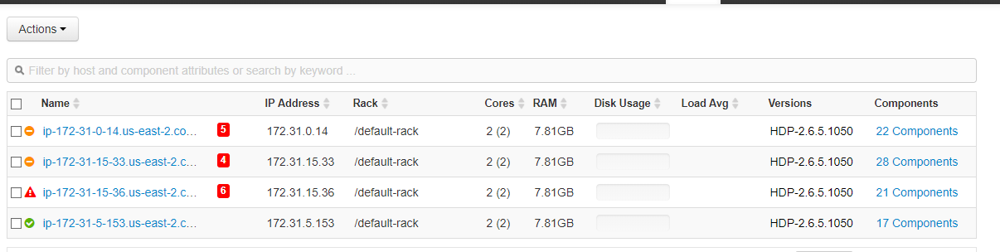 Actions
Filter by host and component attributes or search by keyword ...
Name IP Address Rack Cores RAM Disk Usage Load Avg Versions Components
ip-172-31-0-14.us-east-2.co... 5 172.31.0.14 /default-rack 2 (2) 7.81GB HDP-2.6.5.1050 22 Components
ip-172-31-15-33.us-east-2.c... 4 172.31.15.33 /default-rack 2 (2) 7.81GB HDP-2.6.5.1050 28 Components
ip-172-31-15-36.us-east-2.c... 6 172.31.15.36 /default-rack 2 (2) 7.81GB HDP-2.6.5.1050 21 Components
ip-172-31-5-153.us-east-2.c... 172.31.5.153 /default-rack 2 (2) 7.81GB HDP-2.6.5.1050 17 Components